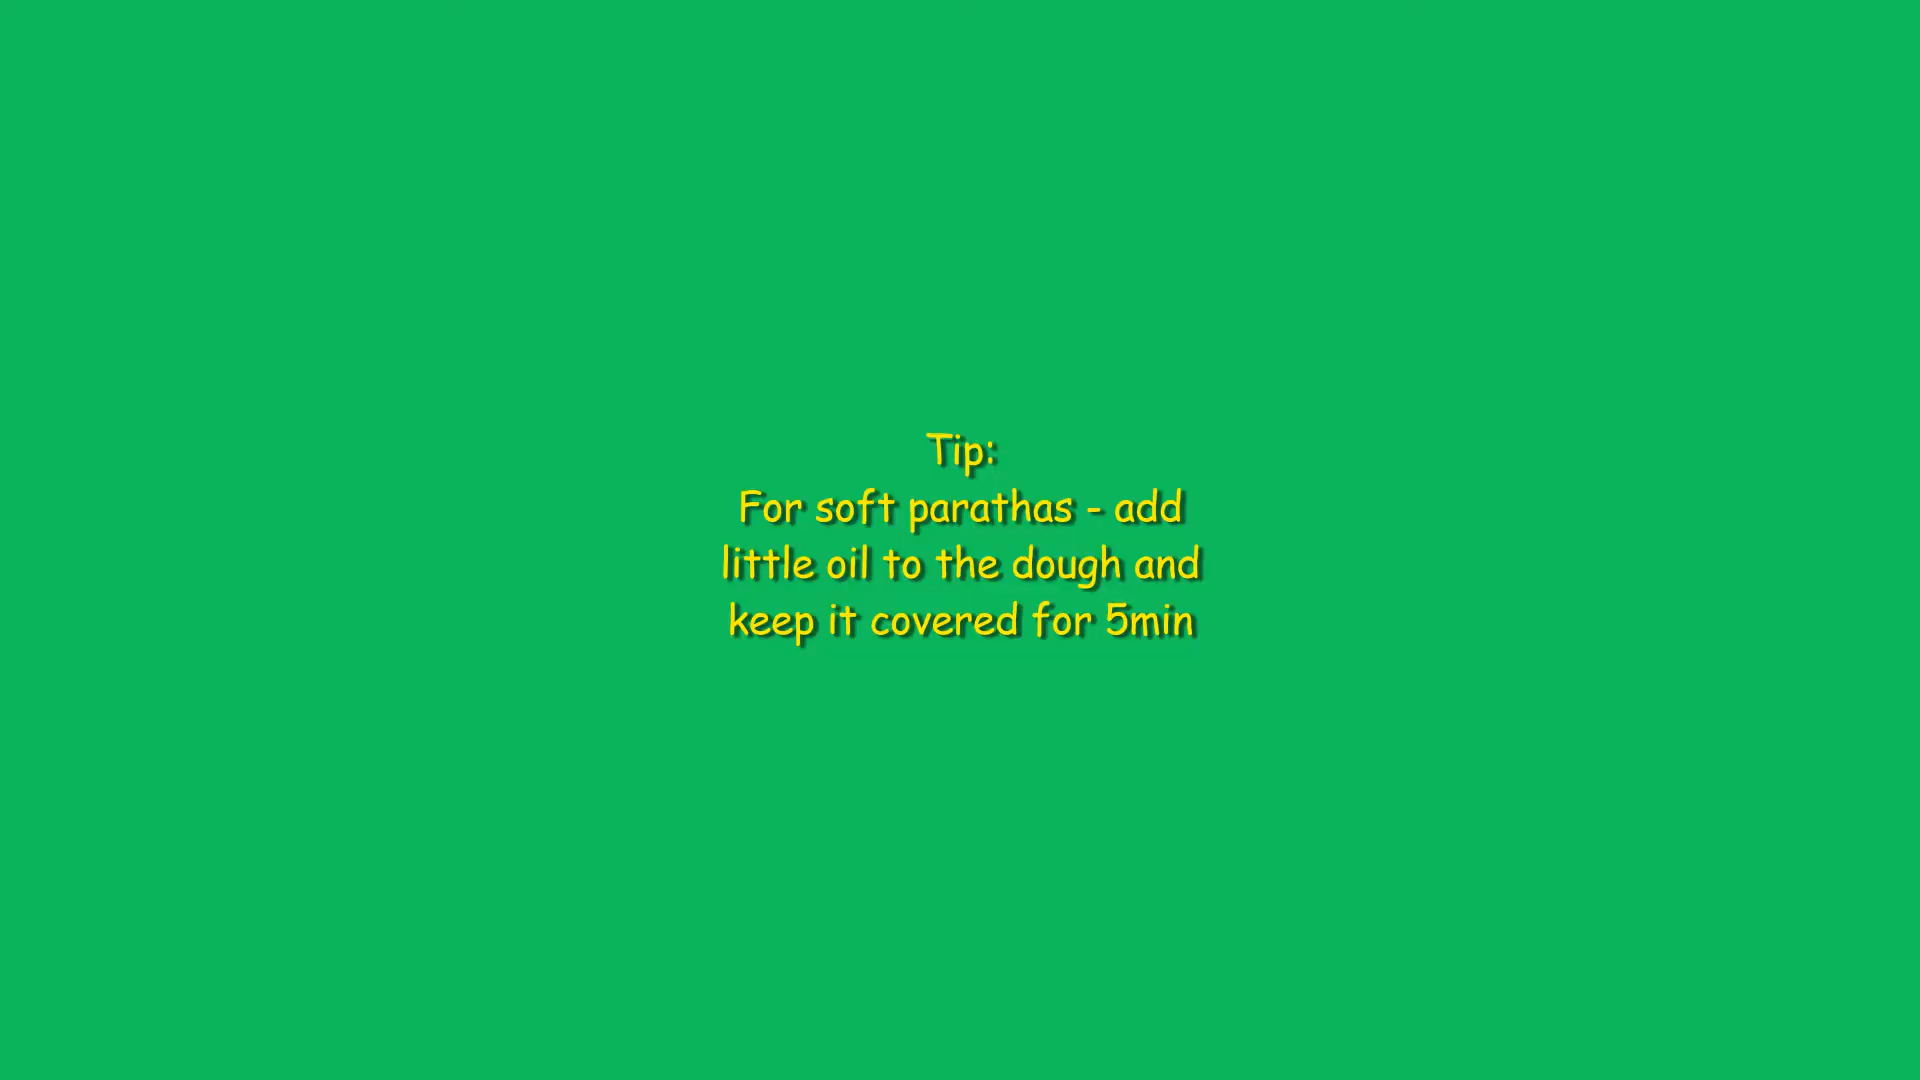 Tip:
For soft parathas - add
little oil to the dough and
keep it covered for 5min